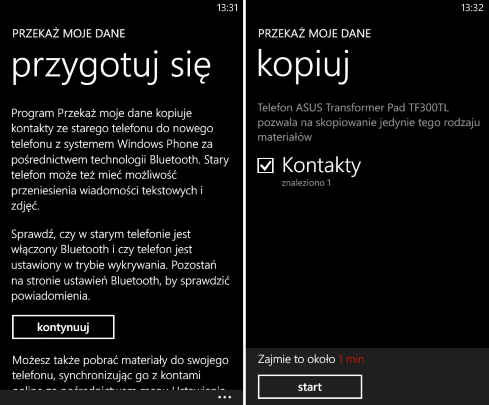 13:31
PRZEKAŻ MOJE DANE
przygotuj się
Program Przekaż moje dane kopiuje
kontakty ze starego telefonu do nowego
telefonu z systemem Windows Phone za
pośrednictwem technologii Bluetooth. Stary
telefon może też mieć możliwość
przeniesienia wiadomości tekstowych i
zdjęć.
Sprawdź, czy w starym telefonie jest
włączony Bluetooth i czy telefon jest
ustawiony w trybie wykrywania. Pozostań
na stronie ustawień Bluetooth, by sprawdzić
powiadomienia.
kontynuuj
Możesz także pobrać materiały do swojego
telefonu, synchronizując go z kontami
online za pośrednictwem menu Ustawienia
13:32
PRZEKAŻ MOJE DANE
kopiuj
Telefon ASUS Transformer Pad TF300TL
pozwala na skopiowanie jedynie tego rodzaju
materiałów
Kontakty
znaleziono 1
Zajmie to około 1 min
start